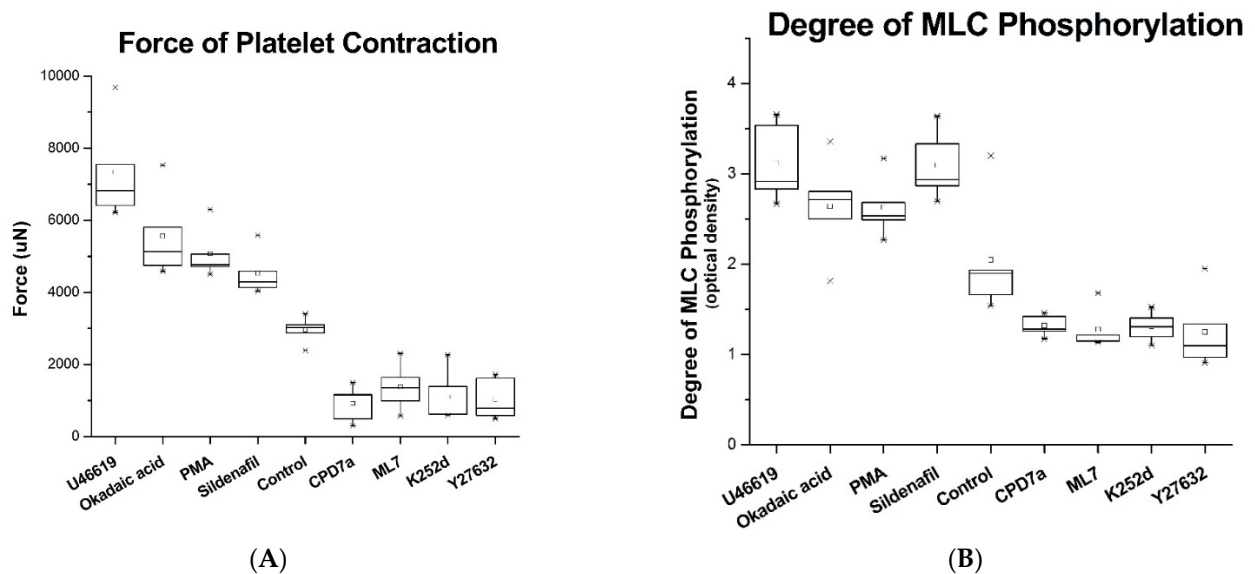 Force of Platelet Contraction
Force (uN)
10000
8000
6000
4000
2000
0
U46619
Okadaic acid
PMA
Sildenafil
Control
CPD7a
ML7
K252d
Y27632
(A)
Degree of MLC Phosphorylation
Degree of MLC Phosphorylation
(optical density)
4
3
2
1
0
U46619
Okadaic acid
PMA
Sildenafil
Control
CPD7a
ML7
K252d
Y27632
(B)